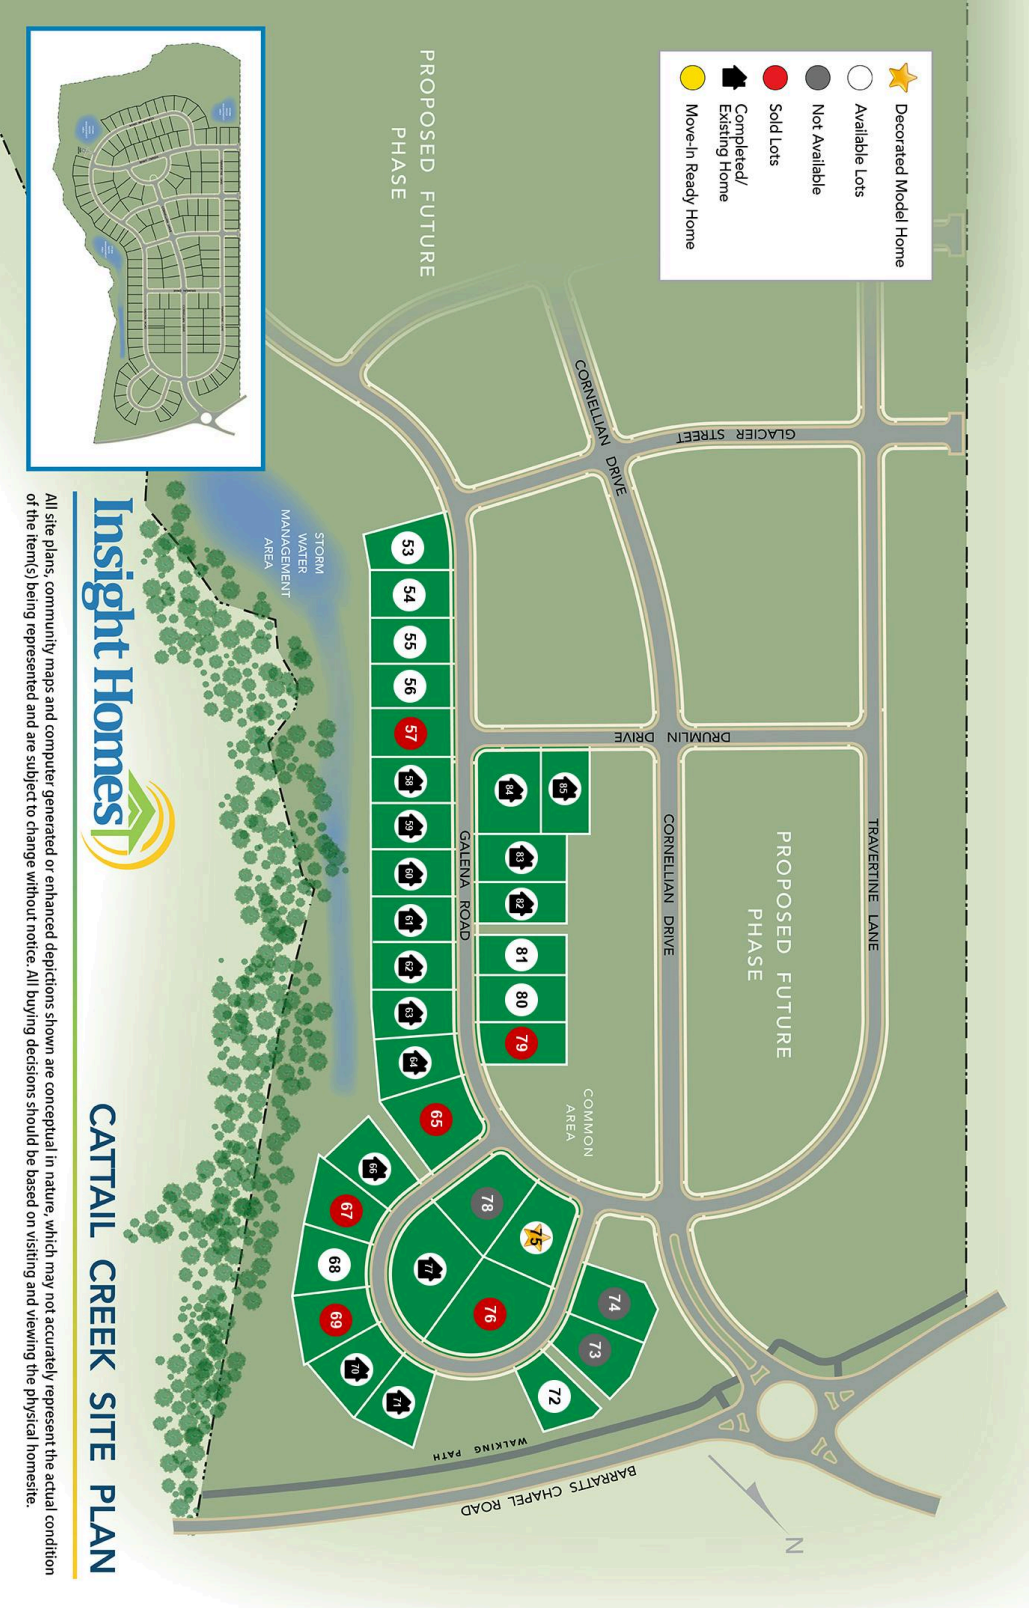 Decorated Model Home
Available Lots
Not Available
Sold Lots
Completed/
Existing Home
Move-In Ready Home
PROPOSED FUTURE
PHASE
CORNELLIAN DRIVE
GLACIER STREET
DRUMLIN DRIVE
TRAVERTINE LANE
CORNELLIAN DRIVE
PROPOSED FUTURE
PHASE
GALENA ROAD
STORM
WATER
MANAGEMENT
AREA
COMMON
AREA
53
54
55
56
57
58
59
60
61
62
63
64
65
66
67
68
69
70
71
72
73
74
75
76
77
78
79
80
81
82
83
84
85
WALKING PATH
BARRATTS CHAPEL ROAD
N
Insight Homes
CATTAIL CREEK SITE PLAN
All site plans, community maps and computer generated or enhanced depictions shown are conceptual in nature, which may not accurately represent the actual condition
of the item(s) being represented and are subject to change without notice. All buying decisions should be based on visiting and viewing the physical homesite.